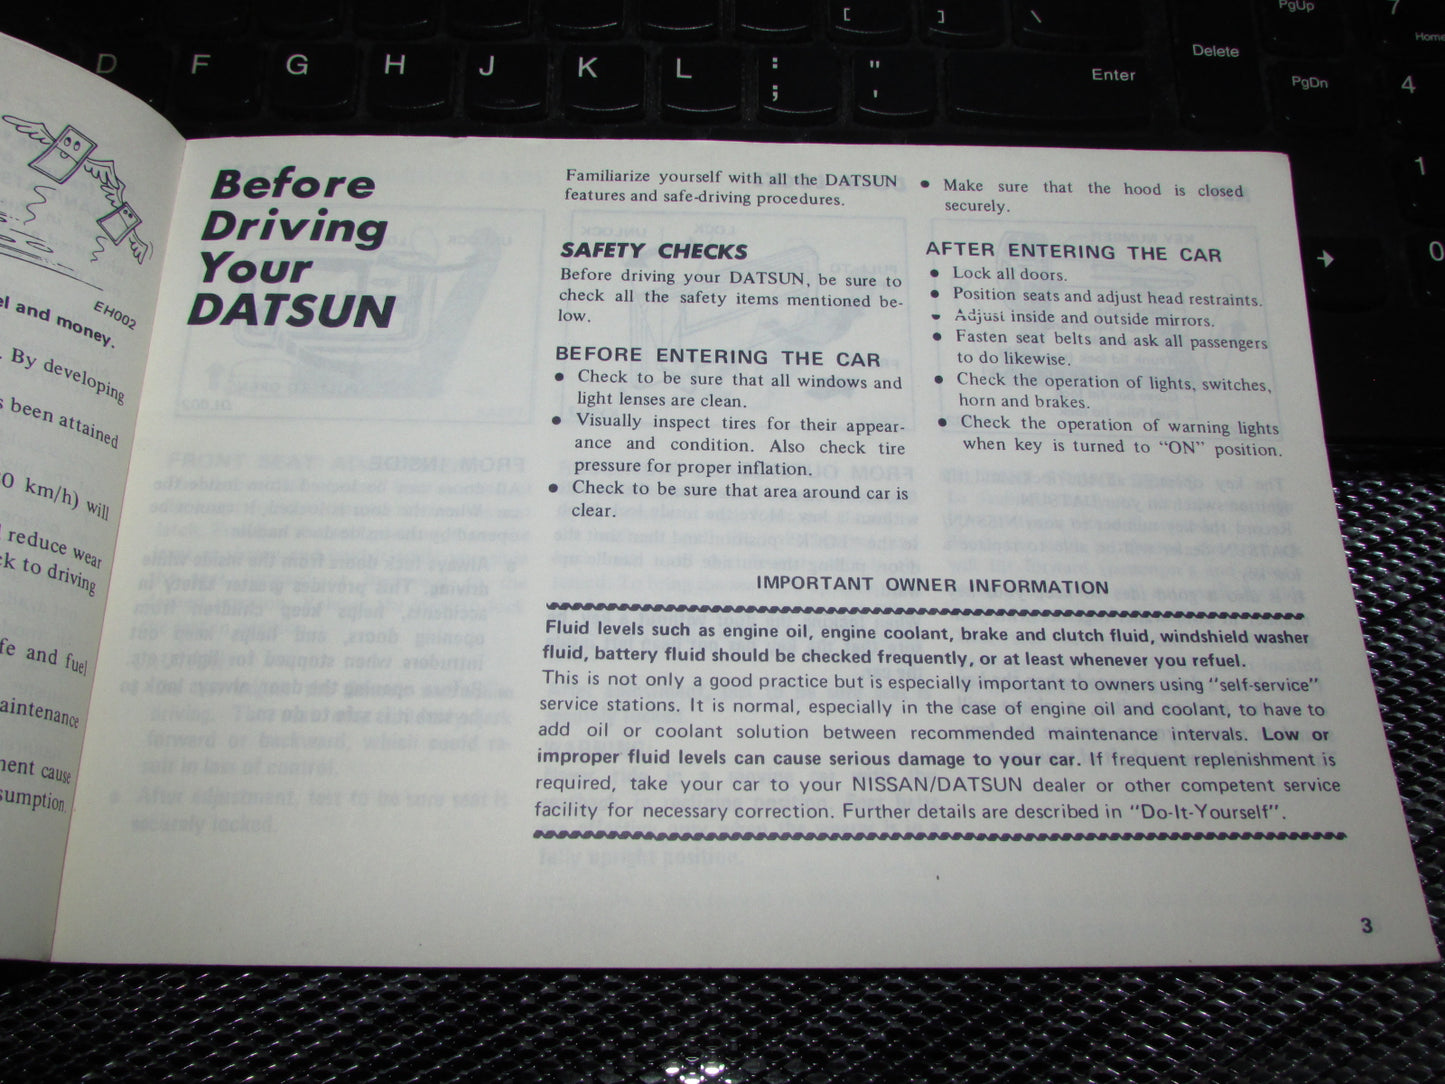 [ ] \ PgUp 7
Home
D F G H J K L : ; " ' Enter Delete PgDn 4
1
0
EH002
el and money.
. By developing
s been attained
0 km/h) will
reduce wear
ck to driving
fe and fuel
aintenance
nent cause
sumption.
Before
Driving
Your
DATSUN
Familiarize yourself with all the DATSUN
features and safe-driving procedures.
SAFETY CHECKS
Before driving your DATSUN, be sure to
check all the safety items mentioned be-
low.
BEFORE ENTERING THE CAR
● Check to be sure that all windows and
light lenses are clean.
● Visually inspect tires for their appear-
ance and condition. Also check tire
pressure for proper inflation.
● Check to be sure that area around car is
clear.
● Make sure that the hood is closed
securely.
AFTER ENTERING THE CAR
● Lock all doors.
● Position seats and adjust head restraints.
● Adjust inside and outside mirrors.
● Fasten seat belts and ask all passengers
to do likewise.
● Check the operation of lights, switches,
horn and brakes.
● Check the operation of warning lights
when key is turned to "ON" position.
IMPORTANT OWNER INFORMATION
Fluid levels such as engine oil, engine coolant, brake and clutch fluid, windshield washer
fluid, battery fluid should be checked frequently, or at least whenever you refuel.
This is not only a good practice but is especially important to owners using "self-service"
service stations. It is normal, especially in the case of engine oil and coolant, to have to
add oil or coolant solution between recommended maintenance intervals. Low or
improper fluid levels can cause serious damage to your car. If frequent replenishment is
required, take your car to your NISSAN/DATSUN dealer or other competent service
facility for necessary correction. Further details are described in "Do-It-Yourself".
3